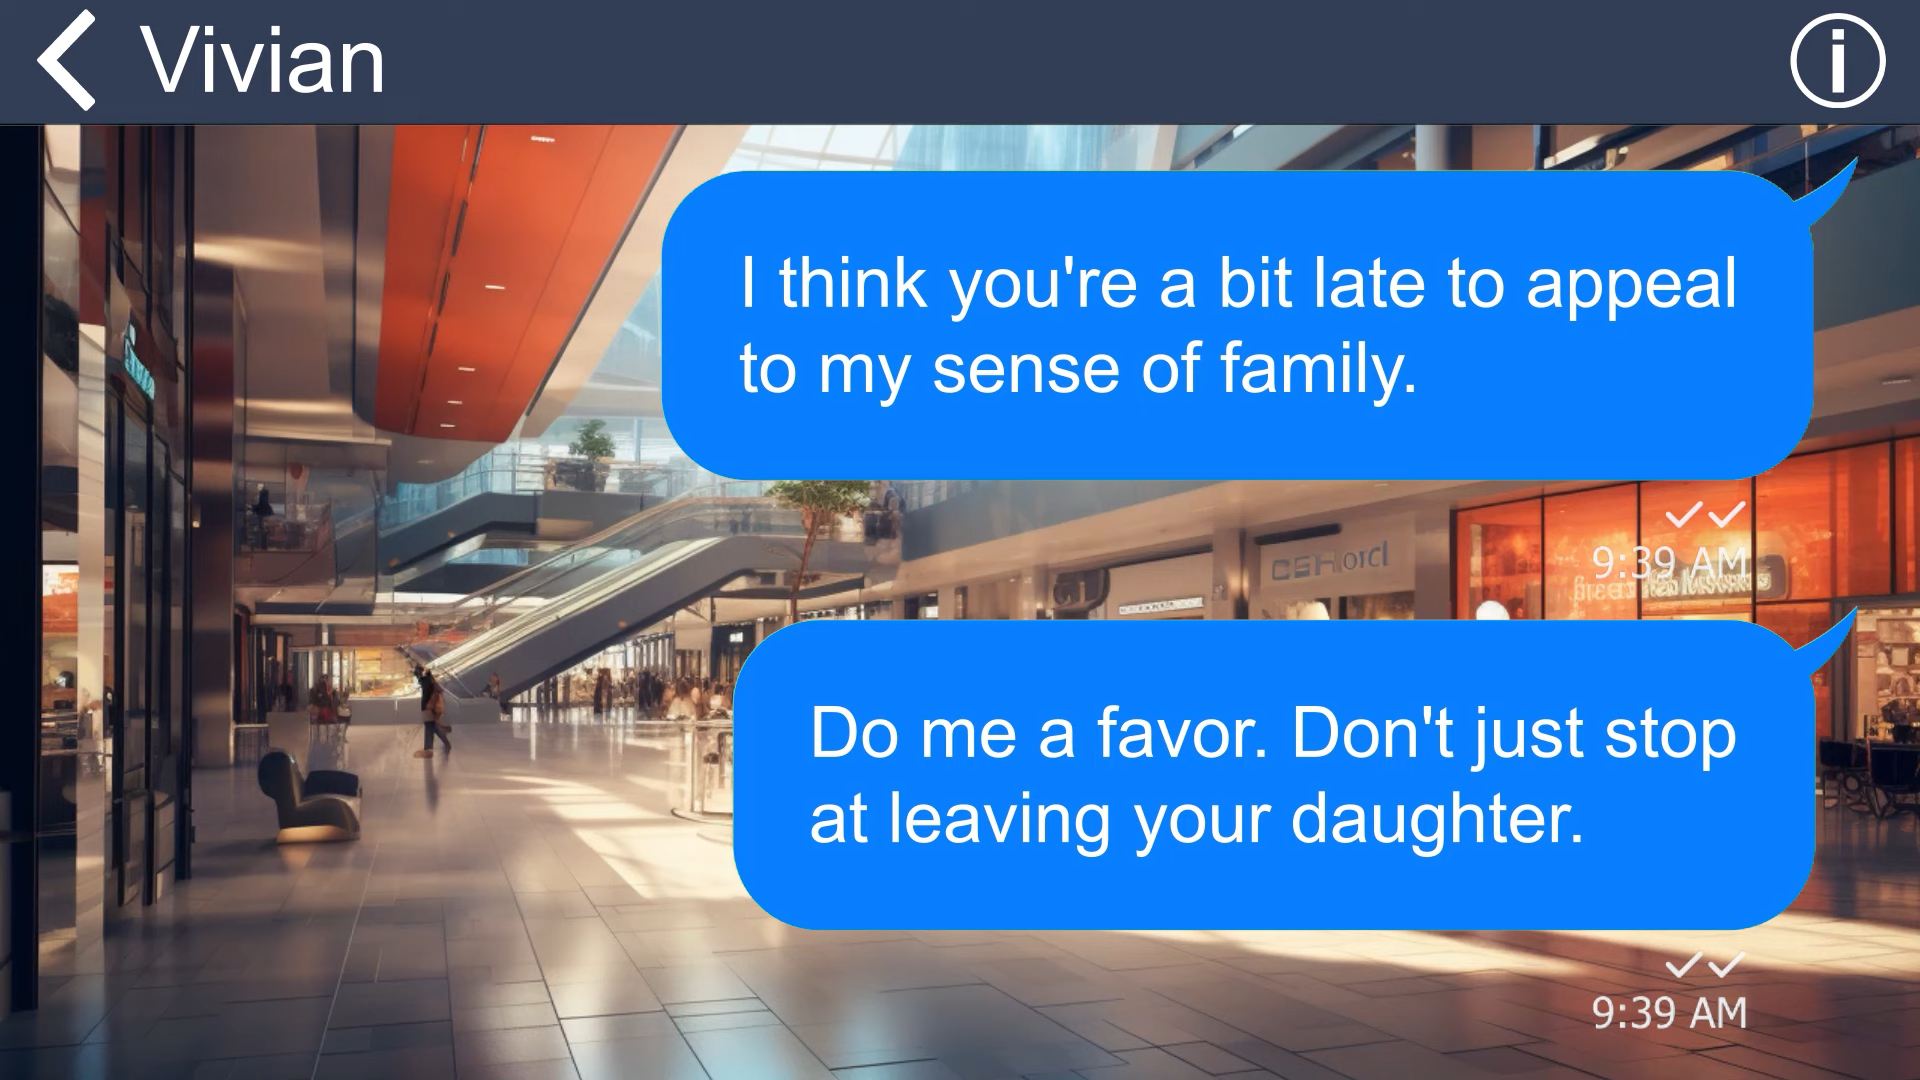 Vivian
I think you're a bit late to appeal
to my sense of family.
9:39 AM
Do me a favor. Don't just stop
at leaving your daughter.
9:39 AM